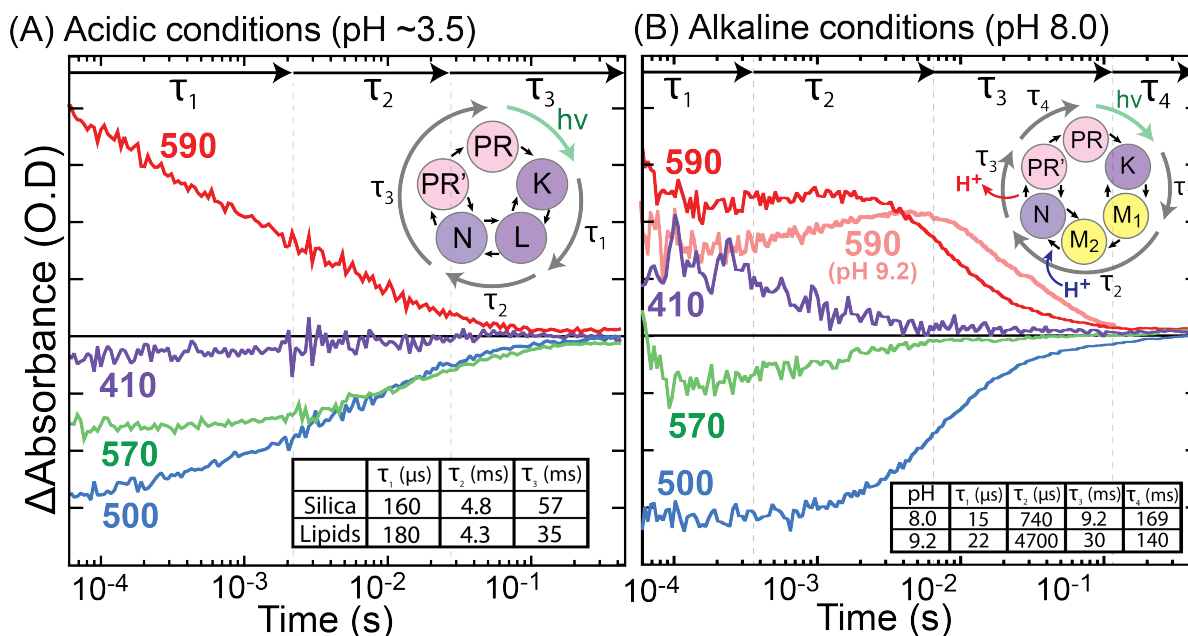 (A) Acidic conditions (pH ~3.5)
τ1 τ2 τ3
590
hν
PR
PR' K
N L
τ3 τ1
τ2
410
570
500
τ1 (µs) τ2 (ms) τ3 (ms)
Silica 160 4.8 57
Lipids 180 4.3 35
ΔAbsorbance (O.D)
10-4 10-3 10-2 10-1
Time (s)
(B) Alkaline conditions (pH 8.0)
τ1 τ2 τ3 τ4
590
590
(pH 9.2)
410
τ4 hν
PR
PR' K
N M1
M2
τ3 τ
τ2
H+
H+
570
500
pH τ1 (µs) τ2 (µs) τ3 (ms) τ4 (ms)
8.0 15 740 9.2 169
9.2 22 4700 30 140
10-4 10-3 10-2 10-1
Time (s)